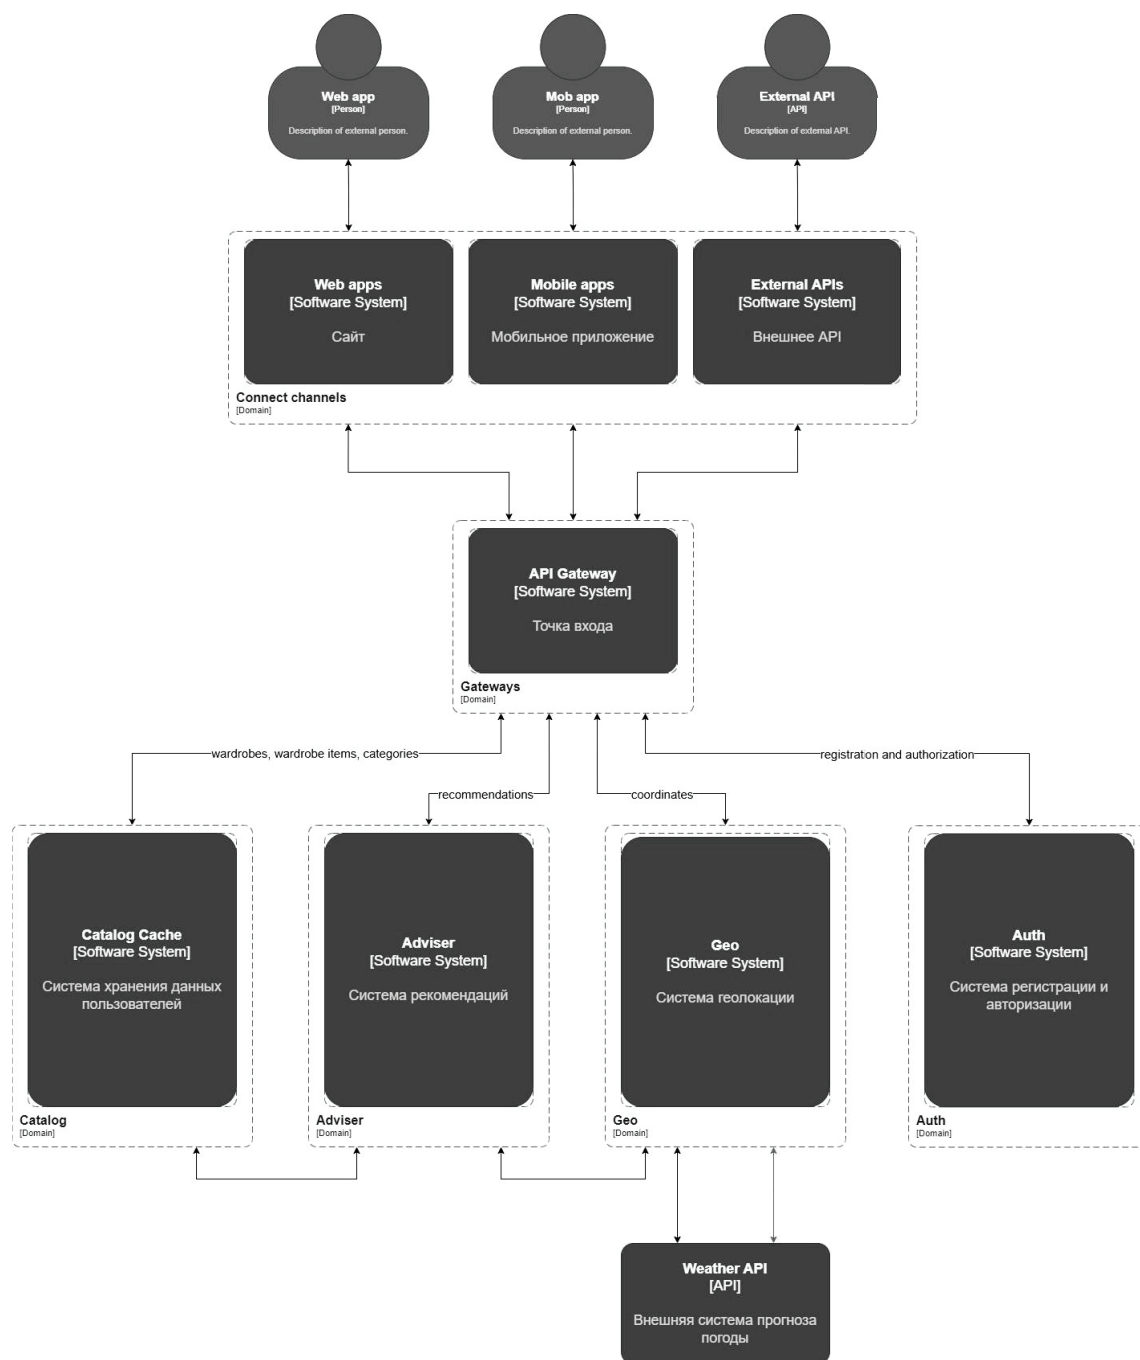 Web app
[Person]
Description of external person.
Mob app
[Person]
Description of external person.
External API
[API]
Description of external API.
Web apps
[Software System]
Сайт
Mobile apps
[Software System]
Мобильное приложение
External APIs
[Software System]
Внешнее API
Connect channels
[Domain]
API Gateway
[Software System]
Точка входа
Gateways
[Domain]
wardrobes, wardrobe items, categories
registration and authorization
recommendations
coordinates
Catalog Cache
[Software System]
Система хранения данных
пользователей
Adviser
[Software System]
Система рекомендаций
Geo
[Software System]
Система геолокации
Auth
[Software System]
Система регистрации и
авторизации
Catalog
[Domain]
Adviser
[Domain]
Geo
[Domain]
Auth
[Domain]
Weather API
[API]
Внешняя система прогноза
погоды